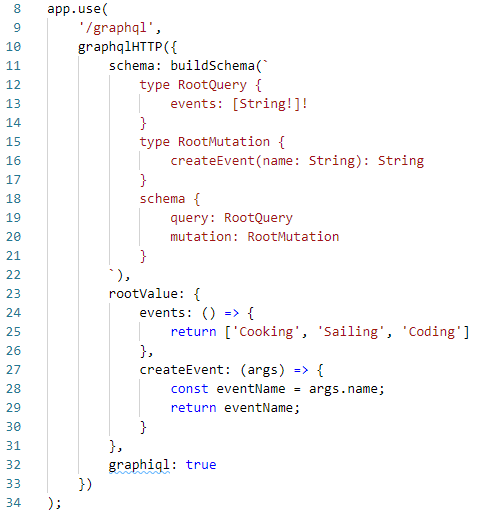 8 app.use(
9     '/graphql',
10     graphqlHTTP({
11         schema: buildSchema(`
12             type RootQuery {
13                 events: [String!]!
14             }
15             type RootMutation {
16                 createEvent(name: String): String
17             }
18             schema {
19                 query: RootQuery
20                 mutation: RootMutation
21             }
22         `),
23         rootValue: {
24             events: () => {
25                 return ['Cooking', 'Sailing', 'Coding']
26             },
27             createEvent: (args) => {
28                 const eventName = args.name;
29                 return eventName;
30             }
31         },
32         graphiql: true
33     })
34 );